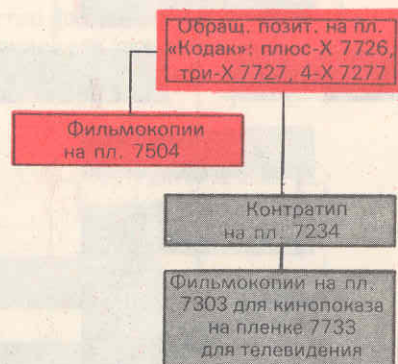 Обращ. позит. на пл.
«Кодак»: плюс-X 7726,
три-X 7727, 4-X 7277
Фильмокопии
на пл. 7504
Контратип
на пл. 7234
Фильмокопии на пл.
7303 для кинопоказа
на пленке 7733
для телевидения